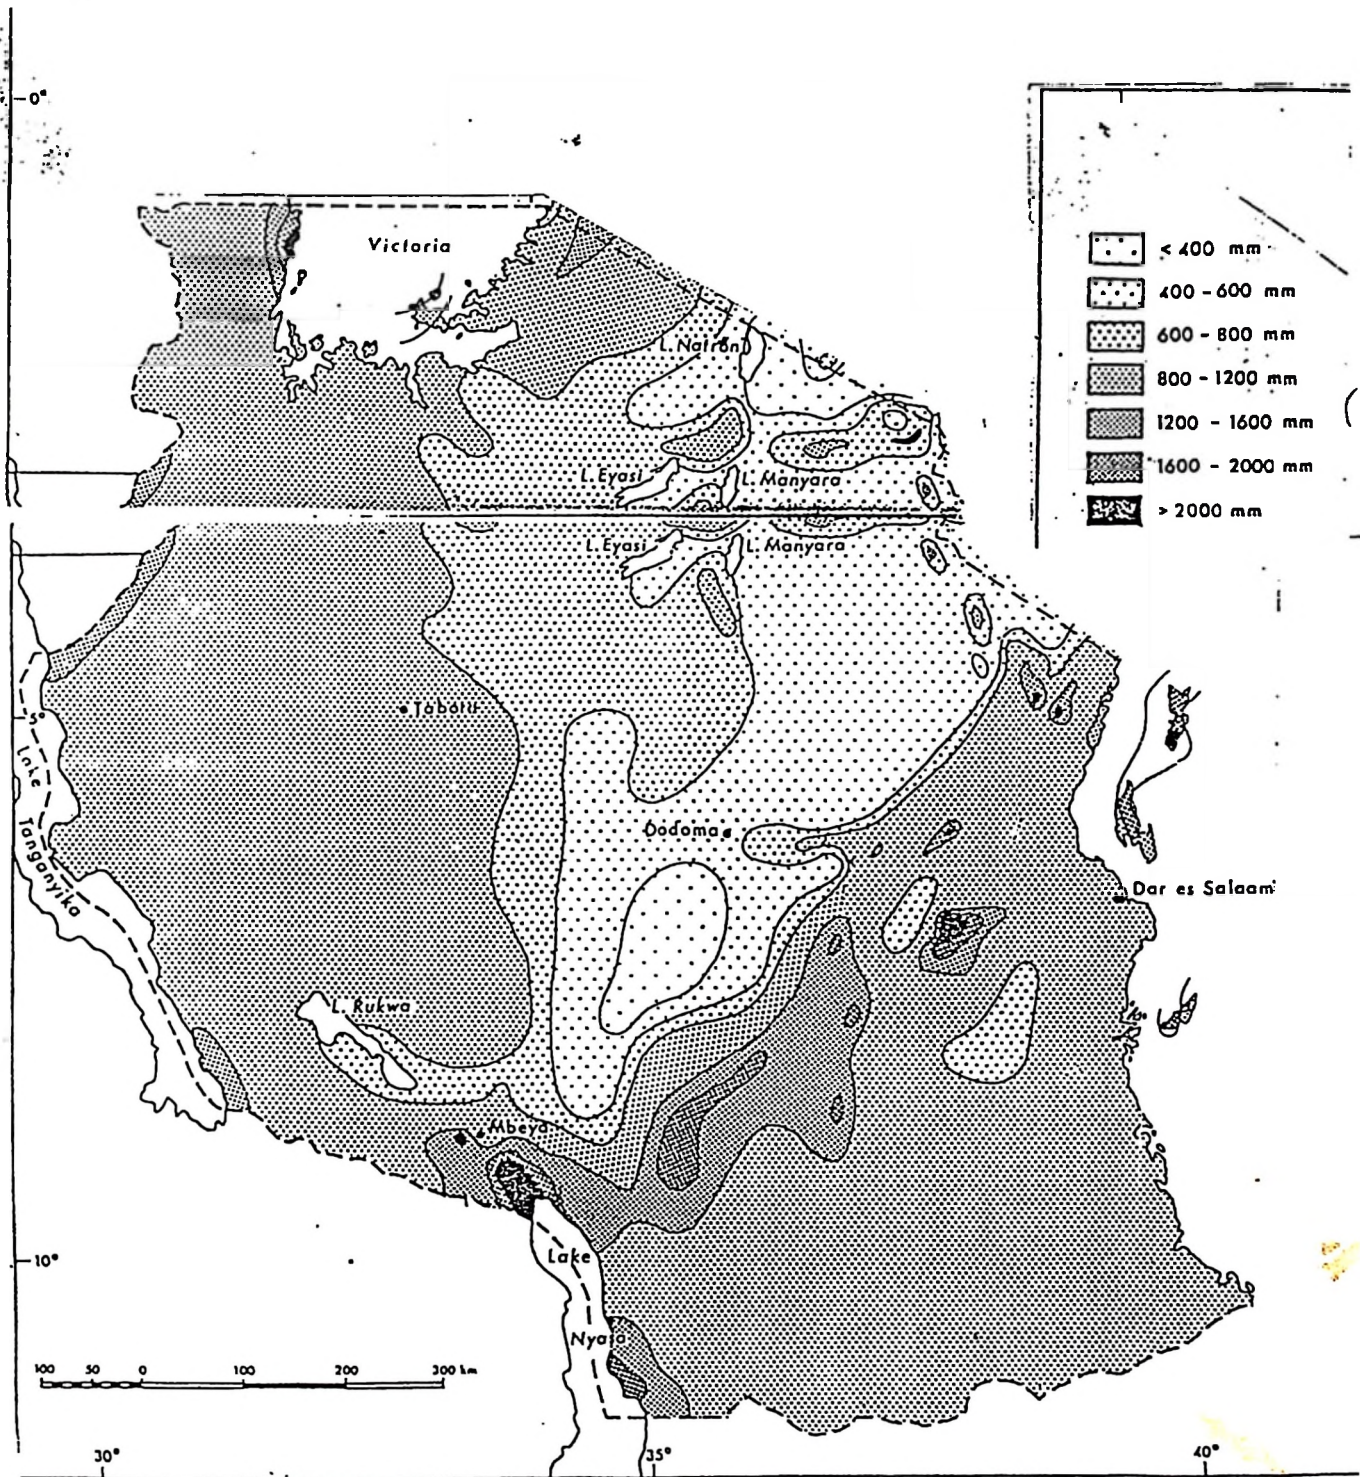 0°
Victoria
< 400 mm
400 - 600 mm
600 - 800 mm
800 - 1200 mm
1200 - 1600 mm
1600 - 2000 mm
> 2000 mm
L. Natron
L. Eyasi
L. Manyara
L. Eyasi
L. Manyara
5°
Lake
Tanganyika
Dodoma
Dar es Salaam
L. Rukwa
Mbeya
10°
Lake
Nyasa
100 50 0 100 200 300 km
30° 35° 40°